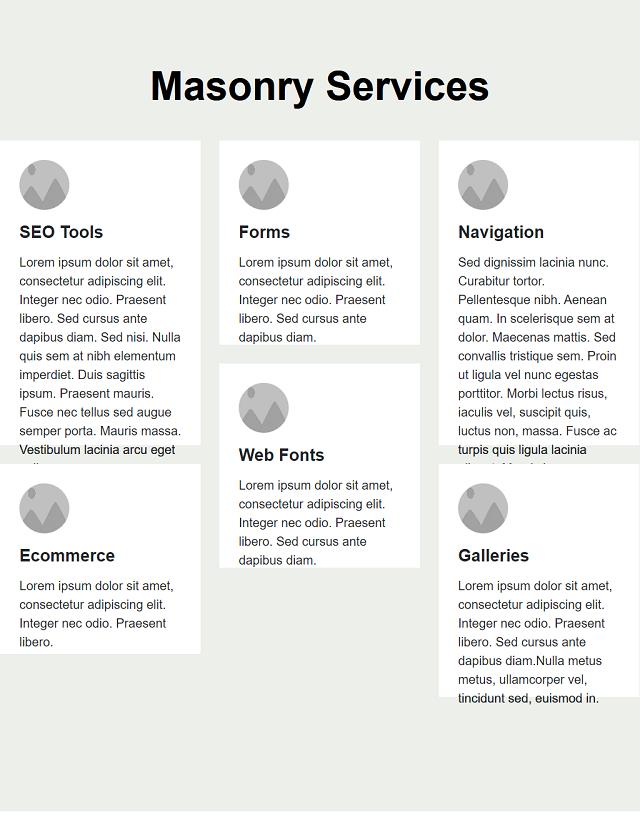 Masonry Services
SEO Tools
Lorem ipsum dolor sit amet,
consectetur adipiscing elit.
Integer nec odio. Praesent
libero. Sed cursus ante
dapibus diam. Sed nisi. Nulla
quis sem at nibh elementum
imperdiet. Duis sagittis
ipsum. Praesent mauris.
Fusce nec tellus sed augue
semper porta. Mauris massa.
Vestibulum lacinia arcu eget
Ecommerce
Lorem ipsum dolor sit amet,
consectetur adipiscing elit.
Integer nec odio. Praesent
libero.
Forms
Lorem ipsum dolor sit amet,
consectetur adipiscing elit.
Integer nec odio. Praesent
libero. Sed cursus ante
dapibus diam.
Web Fonts
Lorem ipsum dolor sit amet,
consectetur adipiscing elit.
Integer nec odio. Praesent
libero. Sed cursus ante
dapibus diam.
Navigation
Sed dignissim lacinia nunc.
Curabitur tortor.
Pellentesque nibh. Aenean
quam. In scelerisque sem at
dolor. Maecenas mattis. Sed
convallis tristique sem. Proin
ut ligula vel nunc egestas
porttitor. Morbi lectus risus,
iaculis vel, suscipit quis,
luctus non, massa. Fusce ac
turpis quis ligula lacinia
Galleries
Lorem ipsum dolor sit amet,
consectetur adipiscing elit.
Integer nec odio. Praesent
libero. Sed cursus ante
dapibus diam.Nulla metus
metus, ullamcorper vel,
tincidunt sed, euismod in.